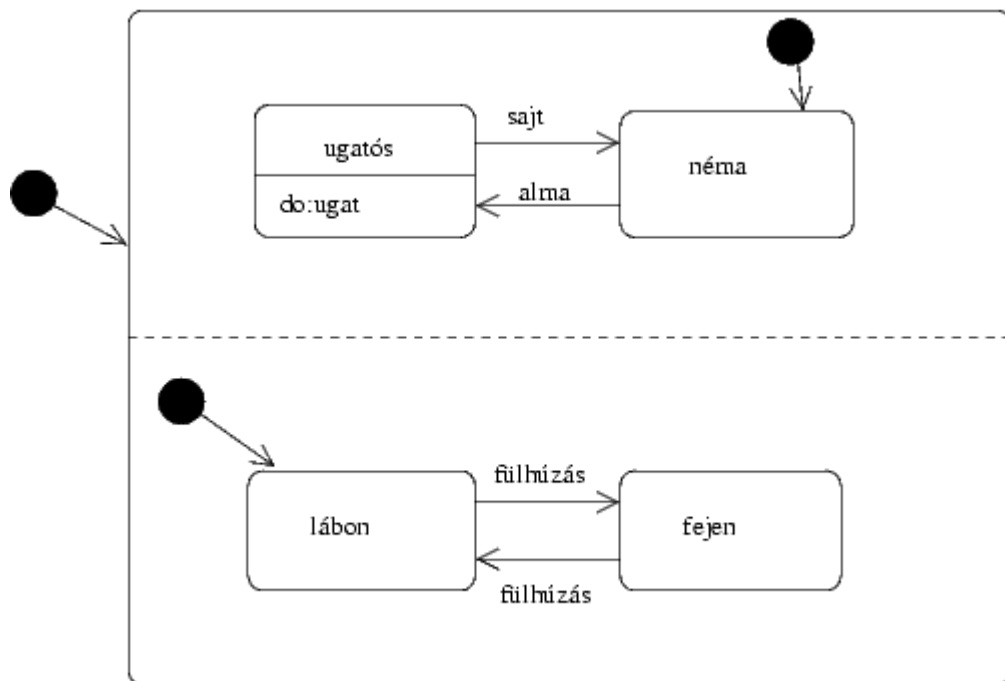 sajt
ugatós
néma
do:ugat
alma
fülhúzás
lábon
fejen
fülhúzás